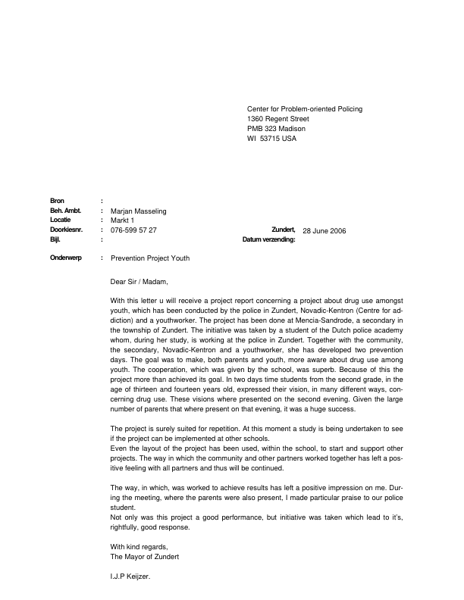 Center for Problem-oriented Policing
1360 Regent Street
PMB 323 Madison
WI  53715 USA
Bron :
Beh. Ambt. : Marjan Masseling
Locatie : Markt 1
Doorkiesnr. : 076-599 57 27 Zundert, 28 June 2006
Bijl. : Datum verzending:
Onderwerp : Prevention Project Youth
Dear Sir / Madam,
With this letter u will receive a project report concerning a project about drug use amongst
youth, which has been conducted by the police in Zundert, Novadic-Kentron (Centre for ad-
diction) and a youthworker. The project has been done at Mencia-Sandrode, a secondary in
the township of Zundert. The initiative was taken by a student of the Dutch police academy
whom, during her study, is working at the police in Zundert. Together with the community,
the secondary, Novadic-Kentron and a youthworker, she has developed two prevention
days. The goal was to make, both parents and youth, more aware about drug use among
youth. The cooperation, which was given by the school, was superb. Because of this the
project more than achieved its goal. In two days time students from the second grade, in the
age of thirteen and fourteen years old, expressed their vision, in many different ways, con-
cerning drug use. These visions where presented on the second evening. Given the large
number of parents that where present on that evening, it was a huge success.
The project is surely suited for repetition. At this moment a study is being undertaken to see
if the project can be implemented at other schools.
Even the layout of the project has been used, within the school, to start and support other
projects. The way in which the community and other partners worked together has left a pos-
itive feeling with all partners and thus will be continued.
The way, in which, was worked to achieve results has left a positive impression on me. Dur-
ing the meeting, where the parents were also present, I made particular praise to our police
student.
Not only was this project a good performance, but initiative was taken which lead to it's,
rightfully, good response.
With kind regards,
The Mayor of Zundert
I.J.P Keijzer.